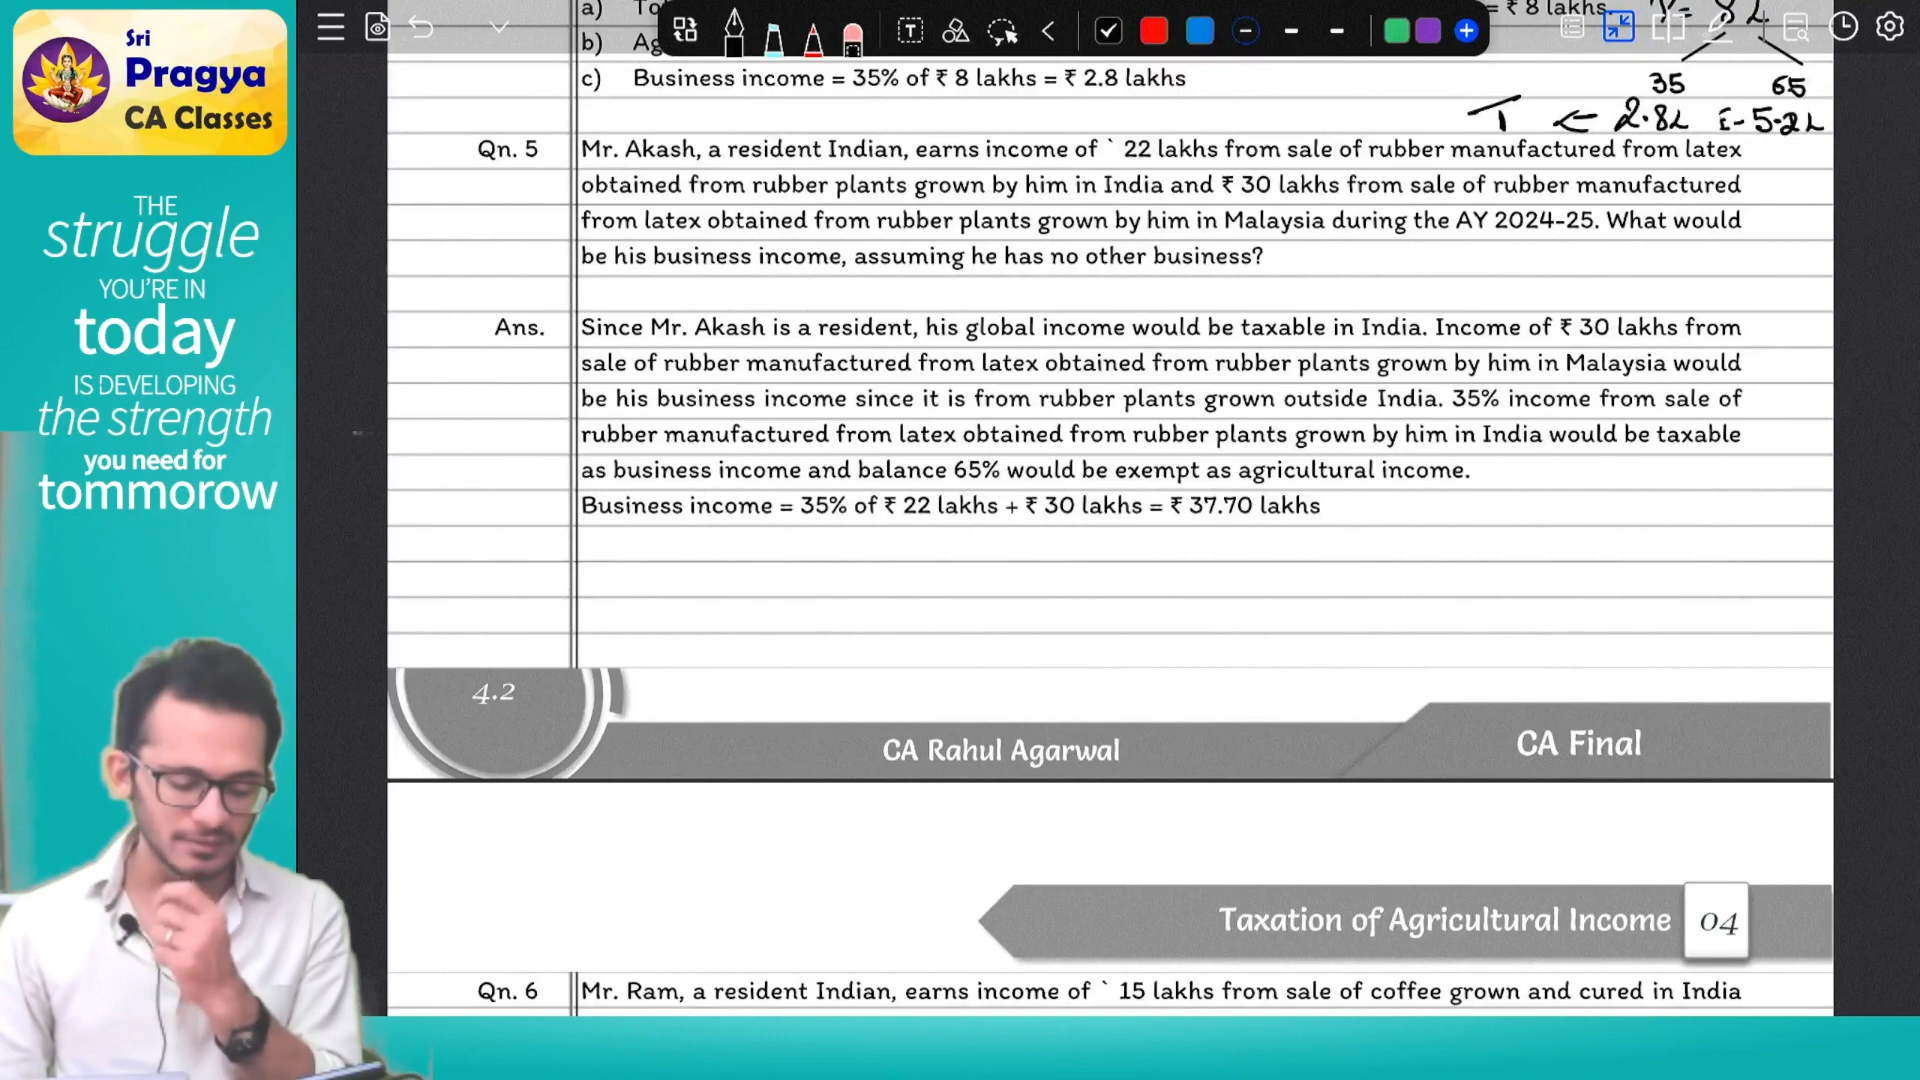 Sri
Pragya
CA Classes
THE
struggle
YOU'RE IN
today
IS DEVELOPING
the strength
you need for
tommorow
a)
= ₹ 8 lakhs.
b)
c) Business income = 35% of ₹ 8 lakhs = ₹ 2.8 lakhs
35 65
T ← 2.8L E- 5.2L
Qn. 5 Mr. Akash, a resident Indian, earns income of ` 22 lakhs from sale of rubber manufactured from latex
obtained from rubber plants grown by him in India and ₹ 30 lakhs from sale of rubber manufactured
from latex obtained from rubber plants grown by him in Malaysia during the AY 2024-25. What would
be his business income, assuming he has no other business?
Ans. Since Mr. Akash is a resident, his global income would be taxable in India. Income of ₹ 30 lakhs from
sale of rubber manufactured from latex obtained from rubber plants grown by him in Malaysia would
be his business income since it is from rubber plants grown outside India. 35% income from sale of
rubber manufactured from latex obtained from rubber plants grown by him in India would be taxable
as business income and balance 65% would be exempt as agricultural income.
Business income = 35% of ₹ 22 lakhs + ₹ 30 lakhs = ₹ 37.70 lakhs
4.2
CA Rahul Agarwal
CA Final
Taxation of Agricultural Income 04
Qn. 6 Mr. Ram, a resident Indian, earns income of ` 15 lakhs from sale of coffee grown and cured in India